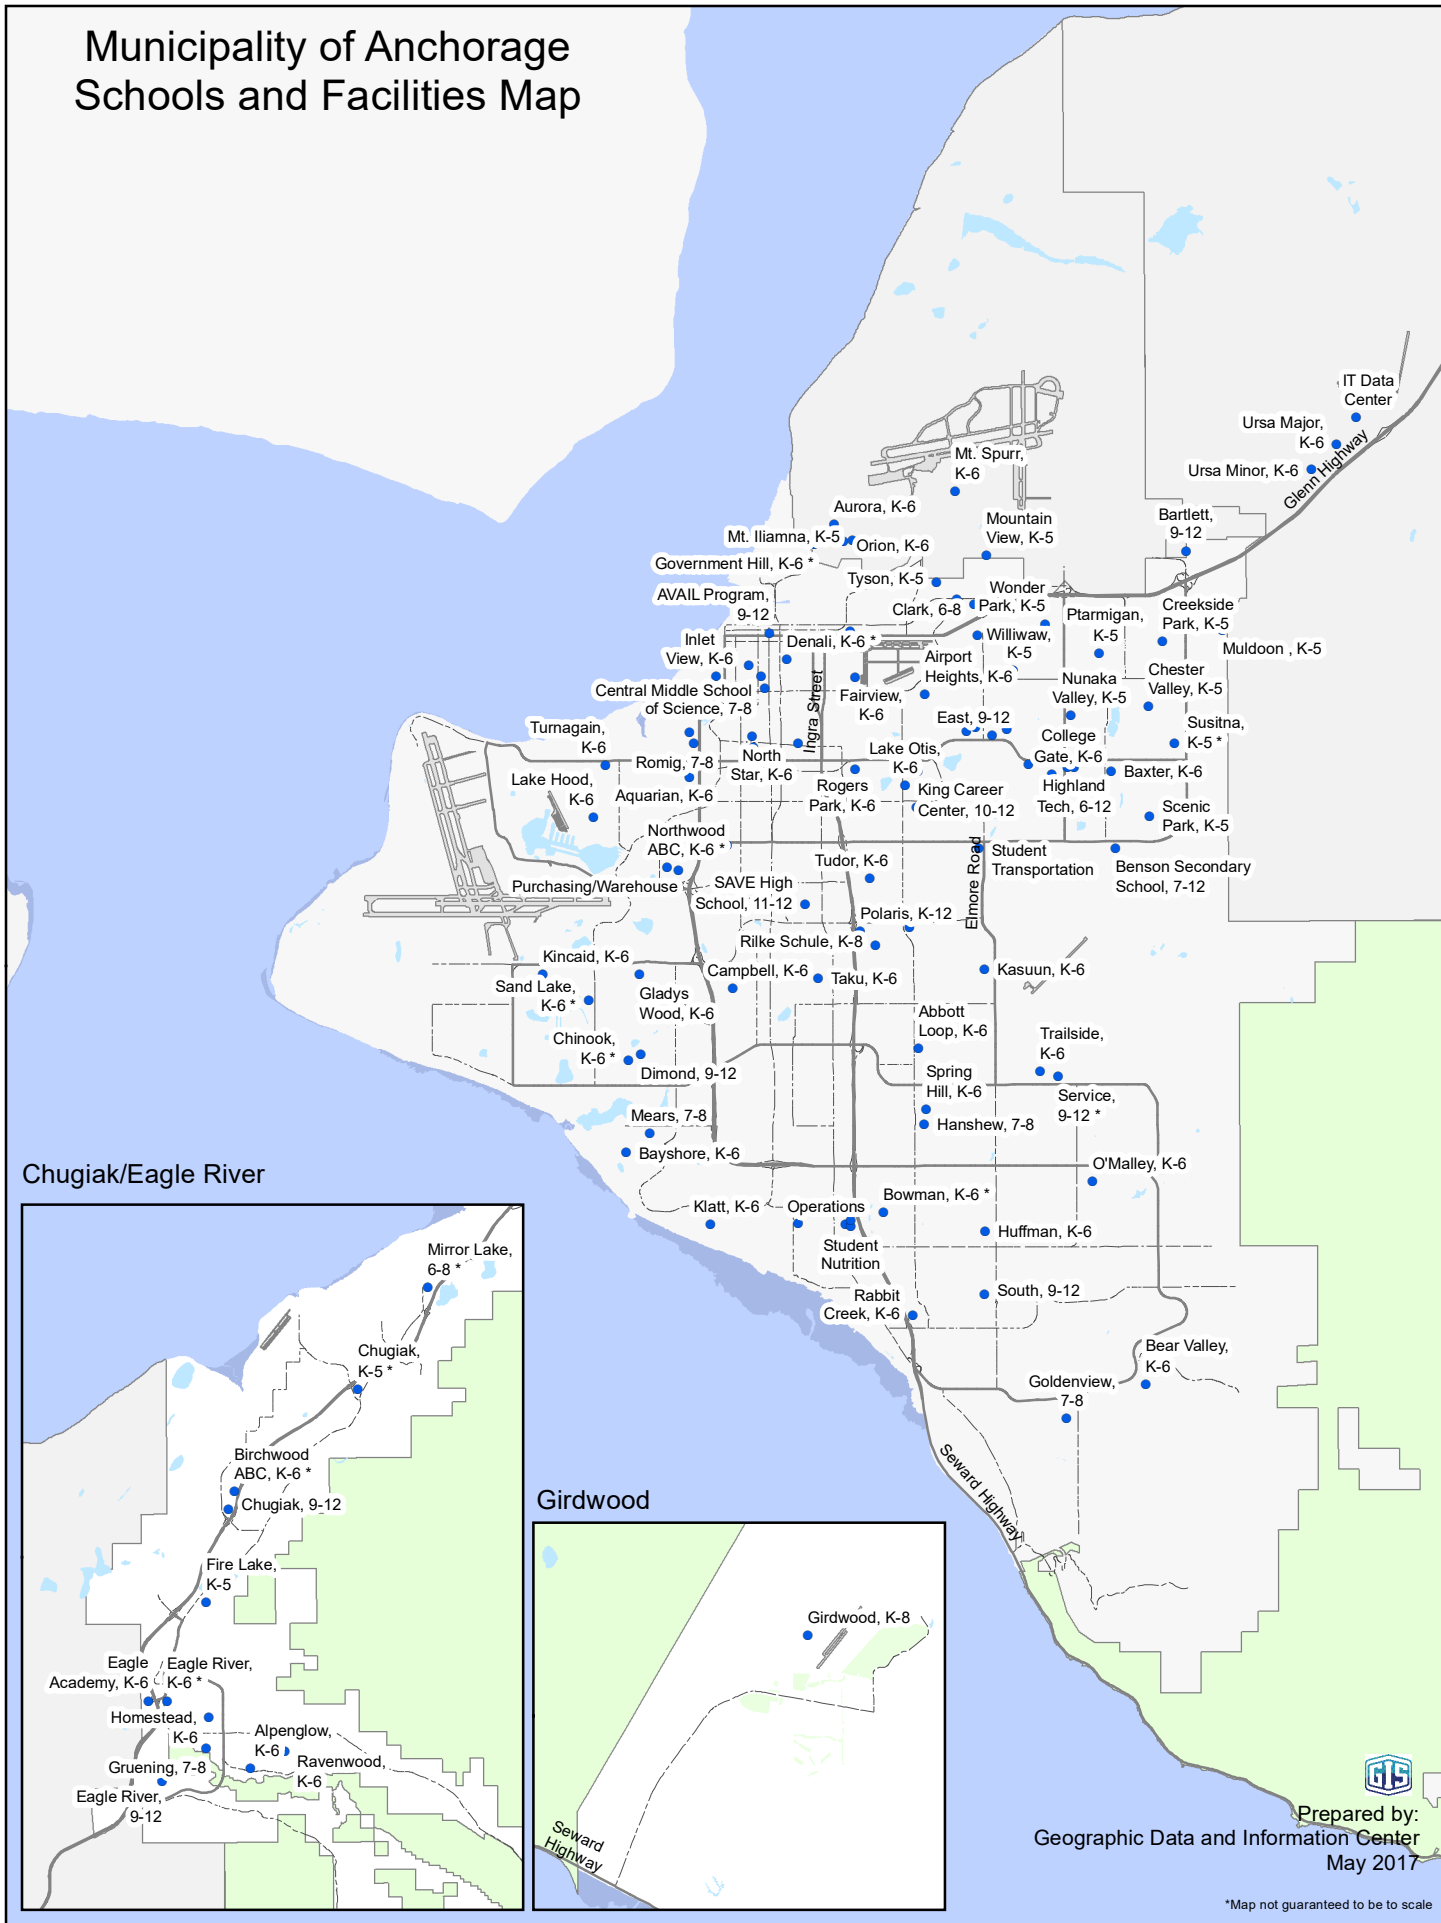 Municipality of Anchorage
Schools and Facilities Map
IT Data
Center
Ursa Major,
K-6
Ursa Minor, K-6
Glenn Highway
Mt. Spurr,
K-6
Aurora, K-6
Mountain
View, K-5
Bartlett,
9-12
Mt. Iliamna, K-5
Orion, K-6
Government Hill, K-6 *
Tyson, K-5
Wonder
Park, K-5
AVAIL Program,
9-12
Clark, 6-8
Ptarmigan,
K-5
Creekside
Park, K-5
Inlet
View, K-6
Denali, K-6 *
Williwaw,
K-5
Muldoon , K-5
Airport
Heights, K-6
Chester
Valley, K-5
Nunaka
Valley, K-5
Central Middle School
of Science, 7-8
Ingra Street
Fairview,
K-6
East, 9-12
Susitna,
K-5 *
Turnagain,
K-6
College
Gate, K-6
Romig, 7-8
North
Star, K-6
Lake Otis,
K-6
Baxter, K-6
Lake Hood,
K-6
Aquarian, K-6
Rogers
Park, K-6
King Career
Center, 10-12
Highland
Tech, 6-12
Scenic
Park, K-5
Northwood
ABC, K-6 *
Tudor, K-6
Elmore Road
Student
Transportation
Benson Secondary
School, 7-12
Purchasing/Warehouse
SAVE High
School, 11-12
Polaris, K-12
Rilke Schule, K-8
Kincaid, K-6
Campbell, K-6
Taku, K-6
Kasuun, K-6
Sand Lake,
K-6 *
Gladys
Wood, K-6
Abbott
Loop, K-6
Trailside,
K-6
Chinook,
K-6 *
Dimond, 9-12
Spring
Hill, K-6
Service,
9-12 *
Mears, 7-8
Hanshew, 7-8
Bayshore, K-6
O'Malley, K-6
Klatt, K-6
Operations
Bowman, K-6 *
Huffman, K-6
Student
Nutrition
South, 9-12
Rabbit
Creek, K-6
Bear Valley,
K-6
Goldenview,
7-8
Seward Highway
Chugiak/Eagle River
Mirror Lake,
6-8 *
Chugiak,
K-5 *
Birchwood
ABC, K-6 *
Chugiak, 9-12
Fire Lake,
K-5
Eagle
Academy, K-6
Eagle River,
K-6 *
Homestead,
K-6
Alpenglow,
K-6
Ravenwood,
K-6
Gruening, 7-8
Eagle River,
9-12
Girdwood
Girdwood, K-8
Seward
Highway
GIS
Prepared by:
Geographic Data and Information Center
May 2017
*Map not guaranteed to be to scale